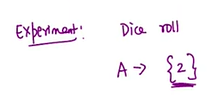 Experiment: Dice roll
A → {2}